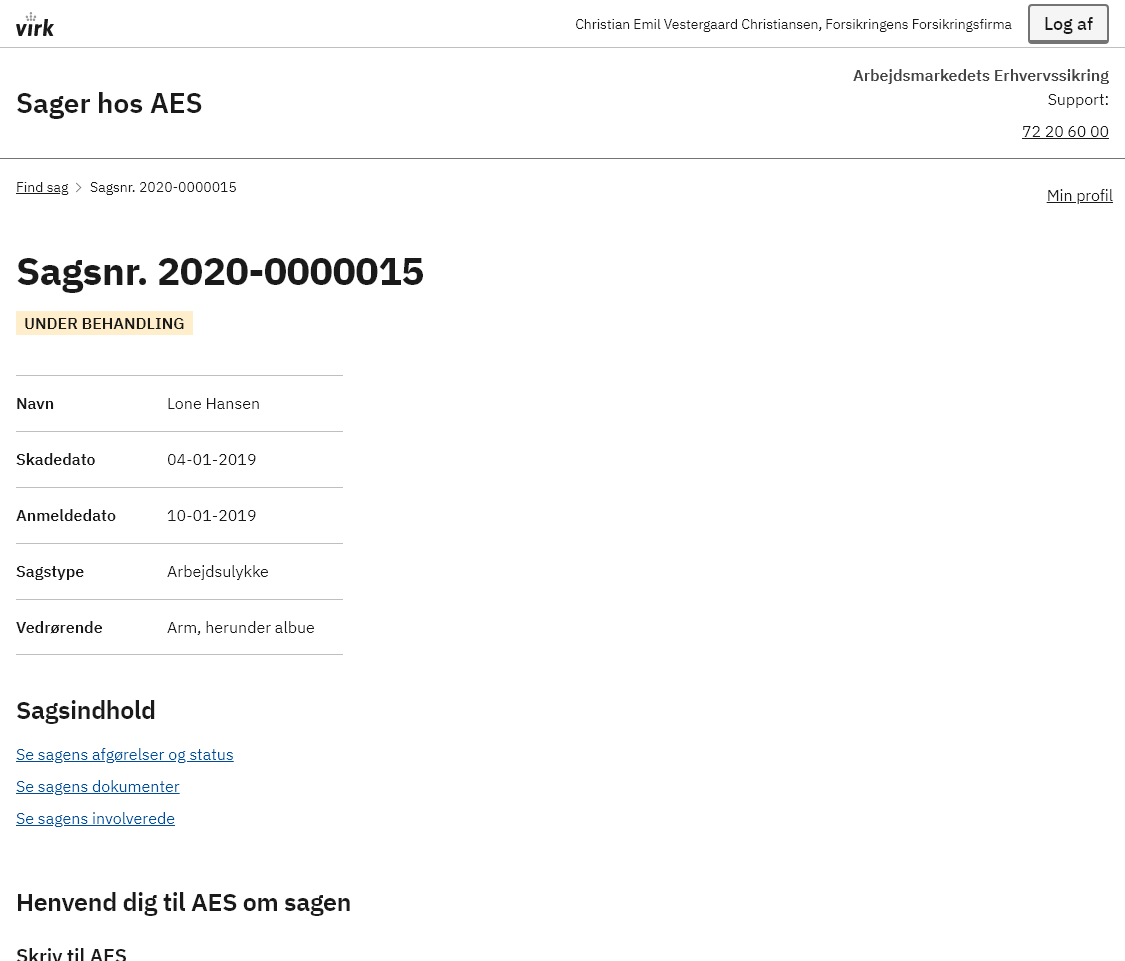 virk
Christian Emil Vestergaard Christiansen, Forsikringens Forsikringsfirma
Log af
Sager hos AES
Arbejdsmarkedets Erhvervssikring
Support:
72 20 60 00
Find sag > Sagsnr. 2020-0000015
Min profil
Sagsnr. 2020-0000015
UNDER BEHANDLING
Navn Lone Hansen
Skadedato 04-01-2019
Anmeldedato 10-01-2019
Sagstype Arbejdsulykke
Vedrørende Arm, herunder albue
Sagsindhold
Se sagens afgørelser og status
Se sagens dokumenter
Se sagens involverede
Henvend dig til AES om sagen
Skriv til AES